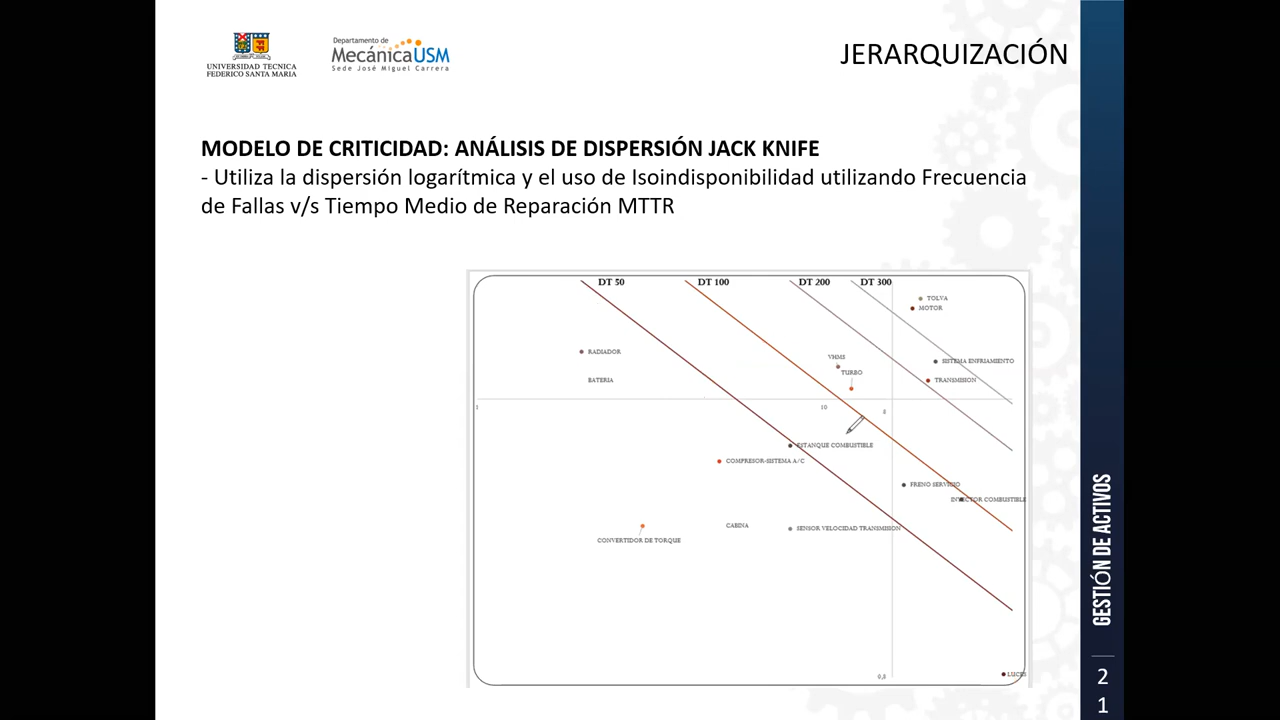 UNIVERSIDAD TECNICA
FEDERICO SANTA MARIA
Departamento de
MecánicaUSM
Sede José Miguel Carrera
JERARQUIZACIÓN
MODELO DE CRITICIDAD: ANÁLISIS DE DISPERSIÓN JACK KNIFE
- Utiliza la dispersión logarítmica y el uso de Isoindisponibilidad utilizando Frecuencia
de Fallas v/s Tiempo Medio de Reparación MTTR
DT 50 DT 100 DT 200 DT 300
TOLVA
MOTOR
RADIADOR
VHMS
SISTEMA ENFRIAMIENTO
TURBO
BATERIA
TRANSMISION
1 10 8
ESTANQUE COMBUSTIBLE
COMPRESOR-SISTEMA A/C
FRENO SERVICIO
INYECTOR COMBUSTIBLE
CABINA
SENSOR VELOCIDAD TRANSMISION
CONVERTIDOR DE TORQUE
0,8
LUCES
GESTIÓN DE ACTIVOS
2
1